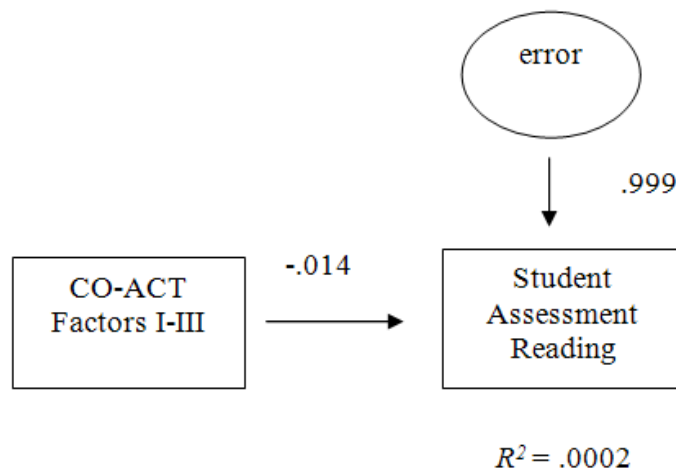 error
.999
-.014
CO-ACT
Factors I-III
Student
Assessment
Reading
R² = .0002